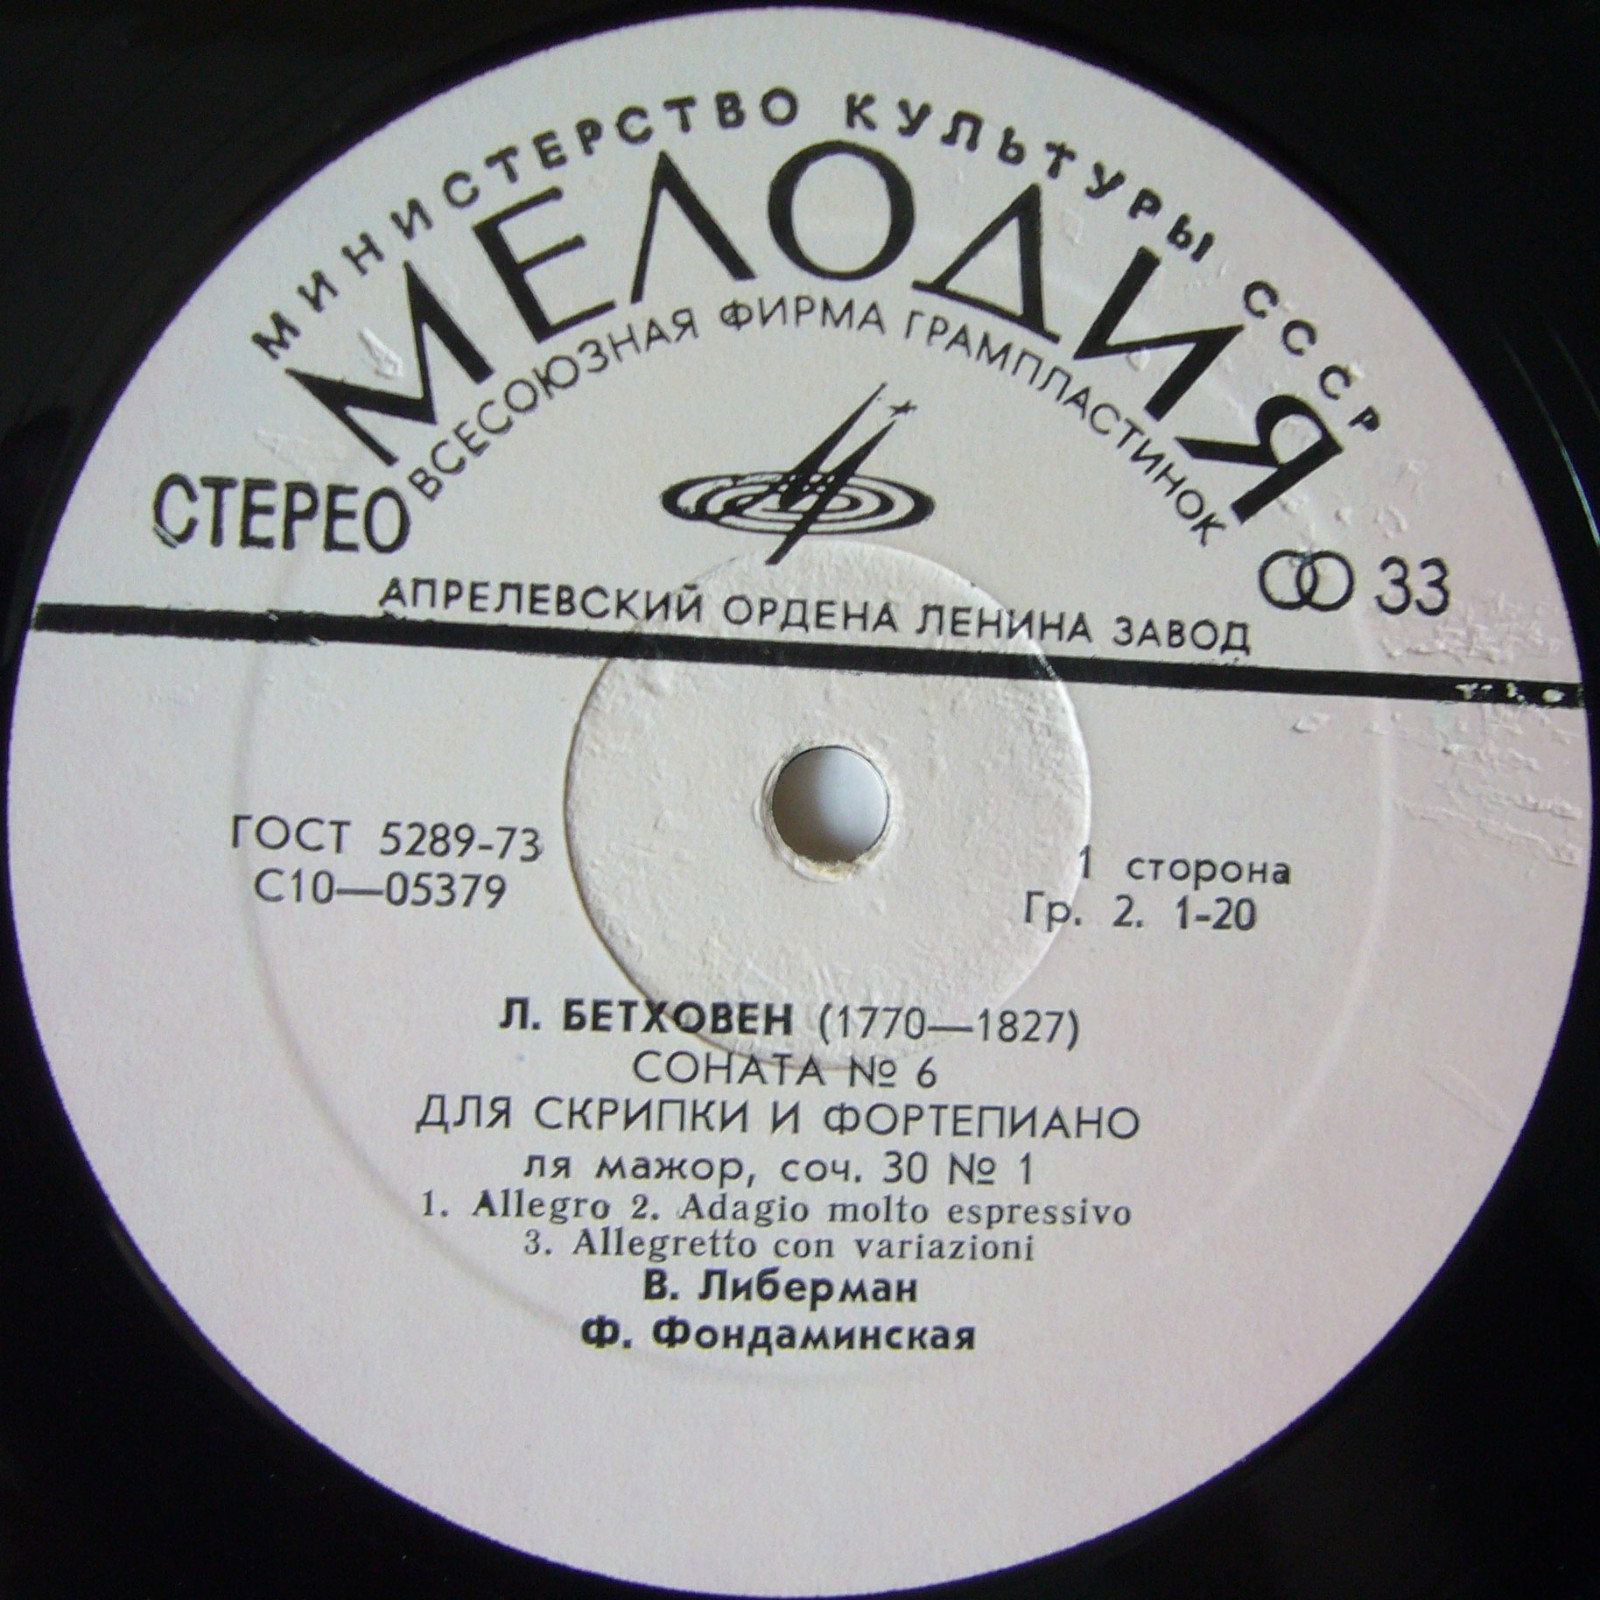 МИНИСТЕРСТВО КУЛЬТУРЫ СССР
МЕЛОДИЯ
ВСЕСОЮЗНАЯ ФИРМА ГРАМПЛАСТИНОК
СТЕРЕО
33
АПРЕЛЕВСКИЙ ОРДЕНА ЛЕНИНА ЗАВОД
ГОСТ 5289-73
С10—05379
1 сторона
Гр. 2. 1-20
Л. БЕТХОВЕН (1770—1827)
СОНАТА № 6
ДЛЯ СКРИПКИ И ФОРТЕПИАНО
ля мажор, соч. 30 № 1
1. Allegro 2. Adagio molto espressivo
3. Allegretto con variazioni
В. Либерман
Ф. Фондаминская